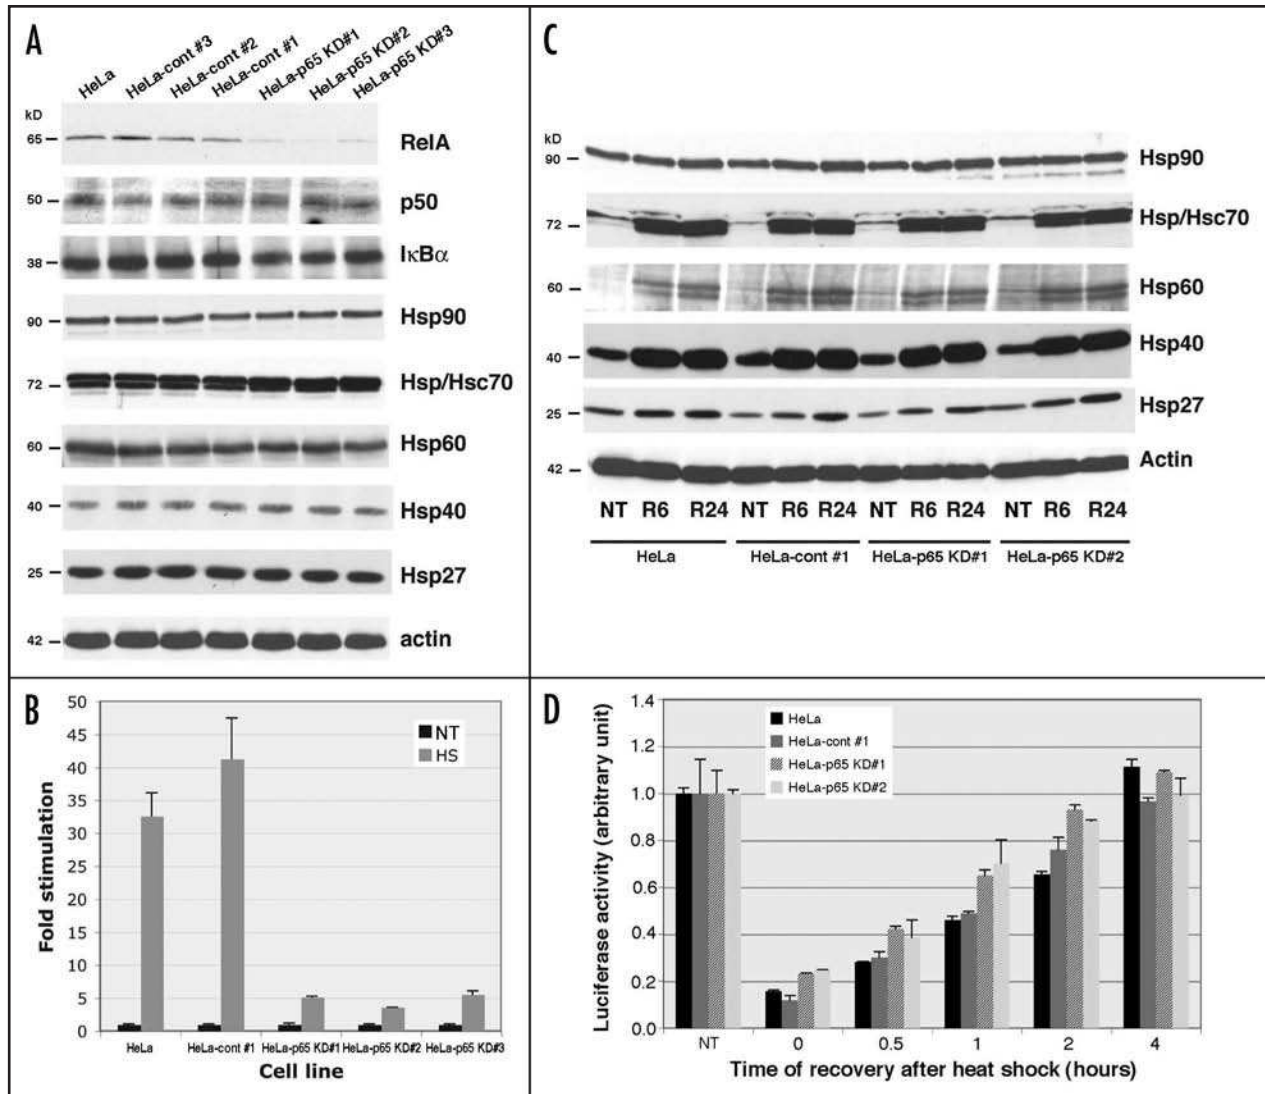 A
HeLa
HeLa-cont #3
HeLa-cont #2
HeLa-cont #1
HeLa-p65 KD#1
HeLa-p65 KD#2
HeLa-p65 KD#3
kD
65
RelA
50
p50
38
IκBα
90
Hsp90
72
Hsp/Hsc70
60
Hsp60
40
Hsp40
25
Hsp27
42
actin
C
kD
90
Hsp90
72
Hsp/Hsc70
60
Hsp60
40
Hsp40
25
Hsp27
42
Actin
NT R6 R24 NT R6 R24 NT R6 R24 NT R6 R24
HeLa HeLa-cont #1 HeLa-p65 KD#1 HeLa-p65 KD#2
B
Fold stimulation
50
45
40
35
30
25
20
15
10
5
0
NT
HS
HeLa HeLa-cont #1 HeLa-p65 KD#1 HeLa-p65 KD#2 HeLa-p65 KD#3
Cell line
D
Luciferase activity (arbitrary unit)
1.4
1.2
1.0
0.8
0.6
0.4
0.2
0.0
HeLa
HeLa-cont #1
HeLa-p65 KD#1
HeLa-p65 KD#2
NT 0 0.5 1 2 4
Time of recovery after heat shock (hours)